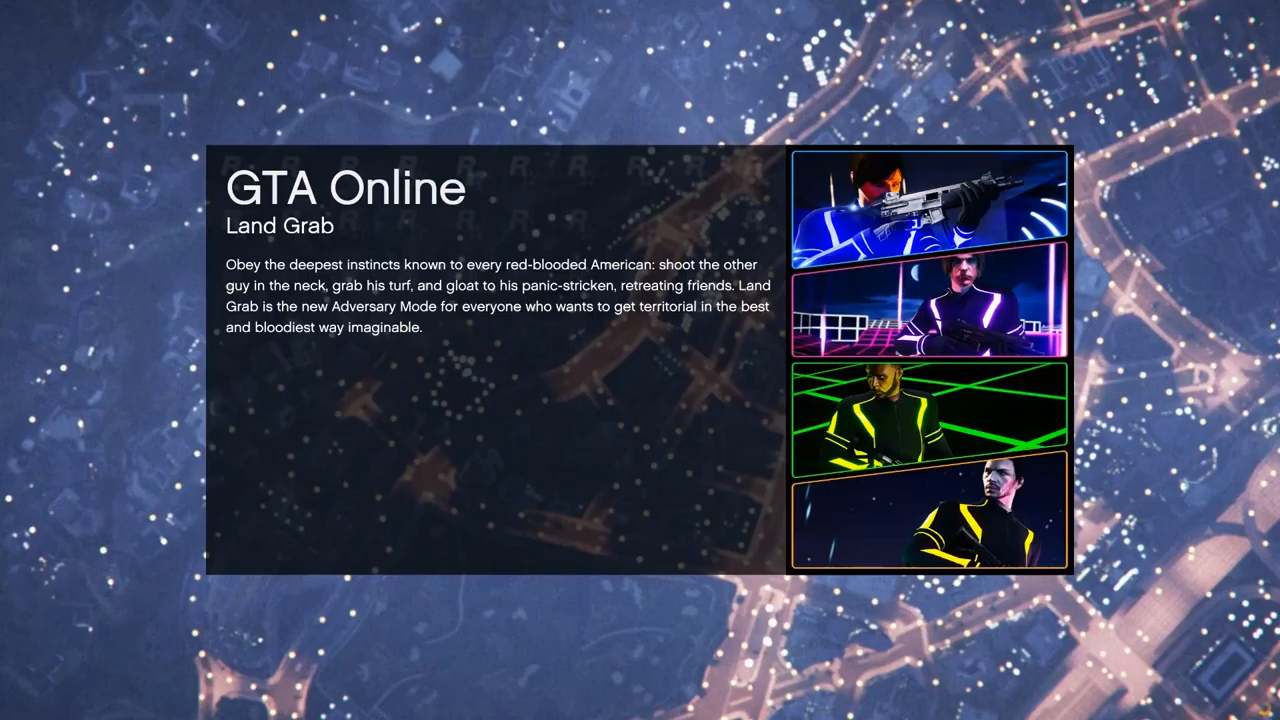 GTA Online
Land Grab
Obey the deepest instincts known to every red-blooded American: shoot the other
guy in the neck, grab his turf, and gloat to his panic-stricken, retreating friends. Land
Grab is the new Adversary Mode for everyone who wants to get territorial in the best
and bloodiest way imaginable.